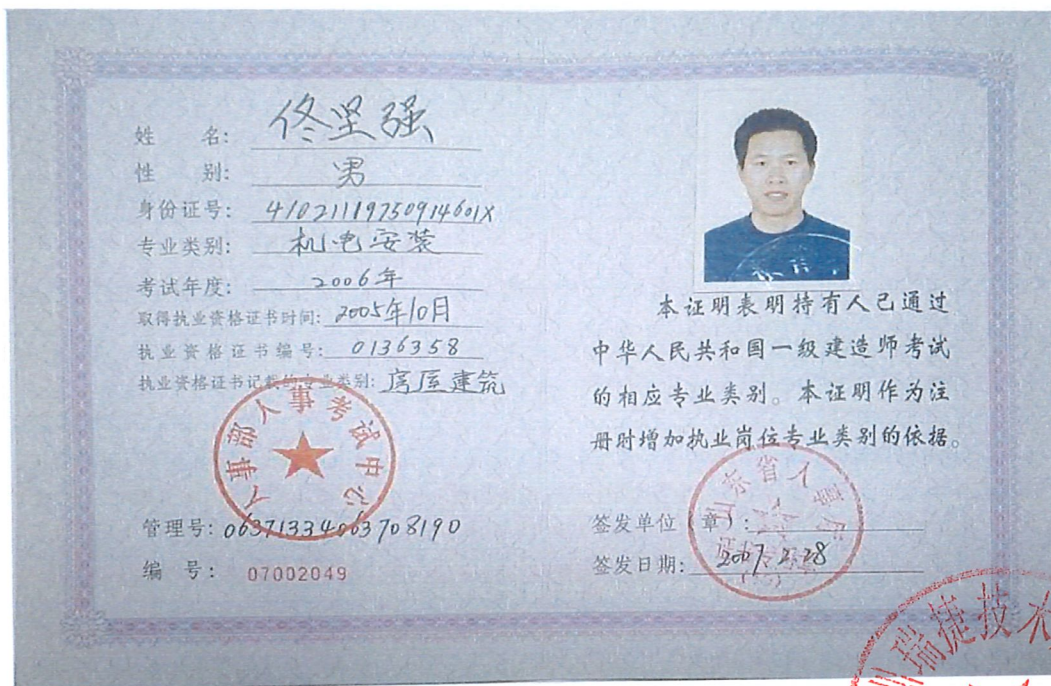 姓 名: 佟坚强
性 别: 男
身份证号: 41021119750914601X
专业类别: 机电安装
考试年度: 2006年
取得执业资格证书时间: 2005年10月
执业资格证书编号: 0136358
执业资格证书记载的专业类别: 房屋建筑
人事部人事考试中心
管理号: 06371334063708190
编 号: 07002049
本证明表明持有人已通过
中华人民共和国一级建造师考试
的相应专业类别。本证明作为注
册时增加执业岗位专业类别的依据。
山东省人事厅
签发单位(章):
签发日期: 2007.2.28
瑞捷技术